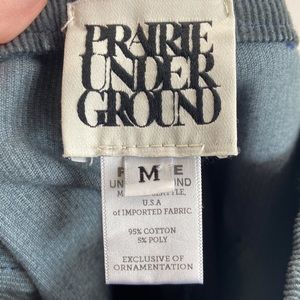 PRAIRIE
UNDER
GROUND
M
U.S.A
of IMPORTED FABRIC.
95% COTTON
5% POLY
EXCLUSIVE OF
ORNAMENTATION